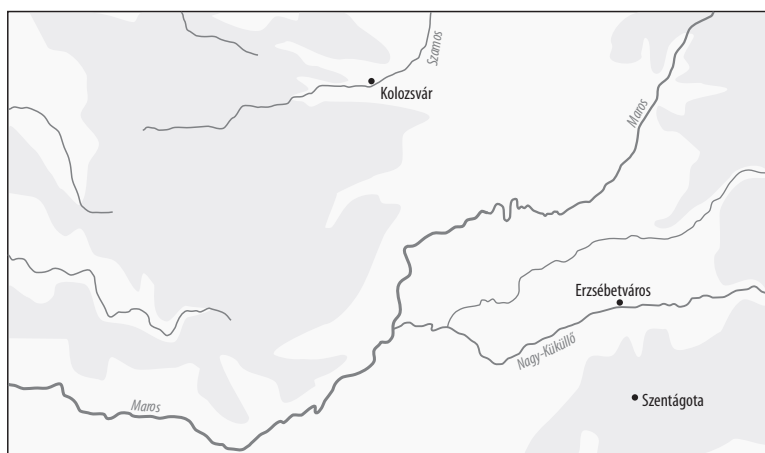 Szamos
Kolozsvár
Maros
Erzsébetváros
Nagy-Küküllő
Szentágota
Maros